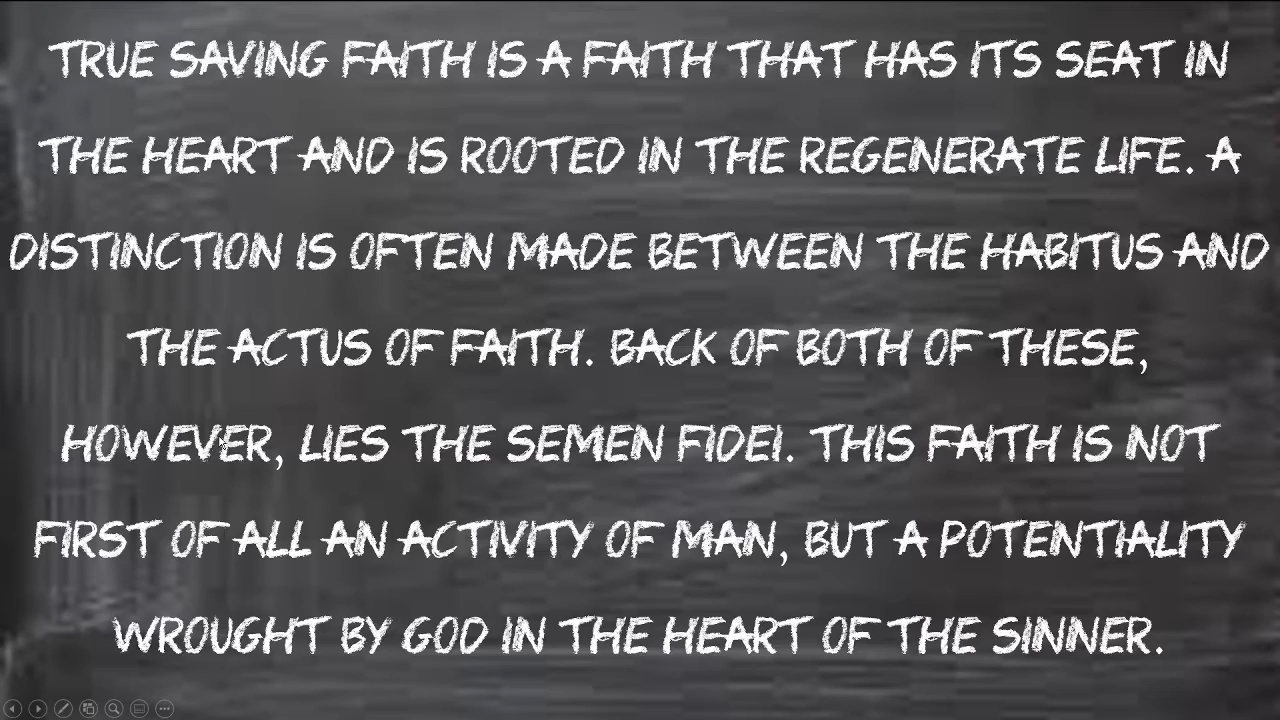 TRUE SAVING FAITH IS A FAITH THAT HAS ITS SEAT IN
THE HEART AND IS ROOTED IN THE REGENERATE LIFE. A
DISTINCTION IS OFTEN MADE BETWEEN THE HABITUS AND
THE ACTUS OF FAITH. BACK OF BOTH OF THESE,
HOWEVER, LIES THE SEMEN FIDEI. THIS FAITH IS NOT
FIRST OF ALL AN ACTIVITY OF MAN, BUT A POTENTIALITY
WROUGHT BY GOD IN THE HEART OF THE SINNER.